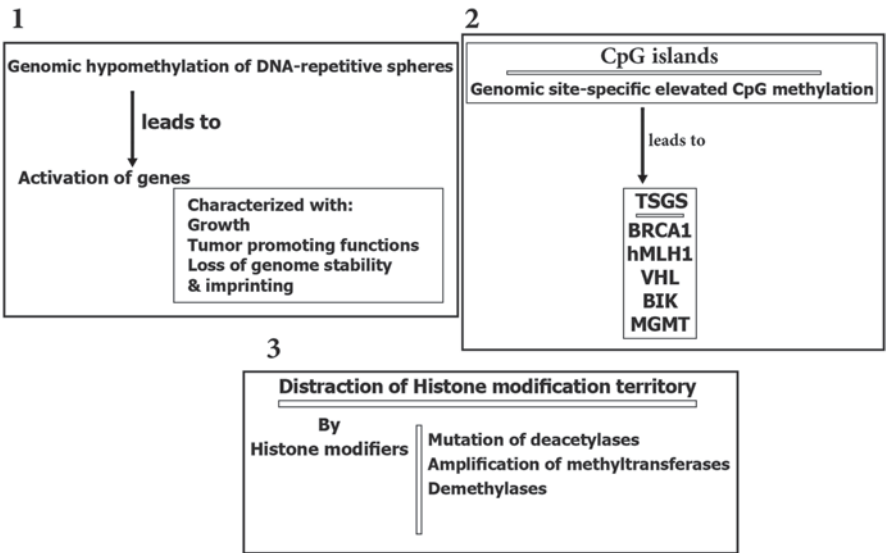 1
Genomic hypomethylation of DNA-repetitive spheres
leads to
Activation of genes
Characterized with:
Growth
Tumor promoting functions
Loss of genome stability
& imprinting
2
CpG islands
Genomic site-specific elevated CpG methylation
leads to
TSGS
BRCA1
hMLH1
VHL
BIK
MGMT
3
Distraction of Histone modification territory
By
Histone modifiers
Mutation of deacetylases
Amplification of methyltransferases
Demethylases